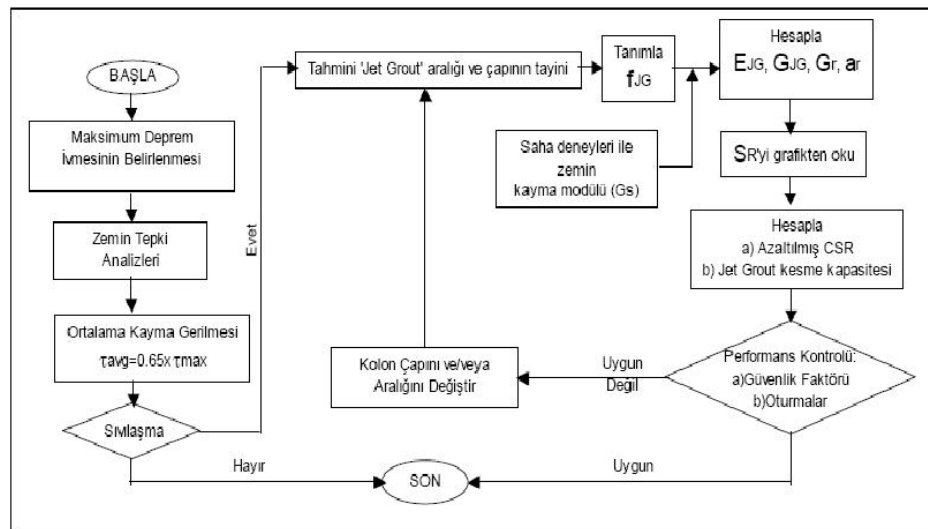 BAŞLA
Maksimum Deprem
İvmesinin Belirlenmesi
Zemin Tepki
Analizleri
Ortalama Kayma Gerilmesi
τavg=0.65x τmax
Sıvılaşma
Evet
Hayır
Tahmini 'Jet Grout' aralığı ve çapının tayini
Tanımla
fJG
Saha deneyleri ile
zemin
kayma modülü (Gs)
Hesapla
EJG, GJG, Gr, ar
SR'yi grafikten oku
Hesapla
a) Azaltılmış CSR
b) Jet Grout kesme kapasitesi
Performans Kontrolü:
a)Güvenlik Faktörü
b)Oturmalar
Uygun
Değil
Kolon Çapını ve/veya
Aralığını Değiştir
Uygun
SON